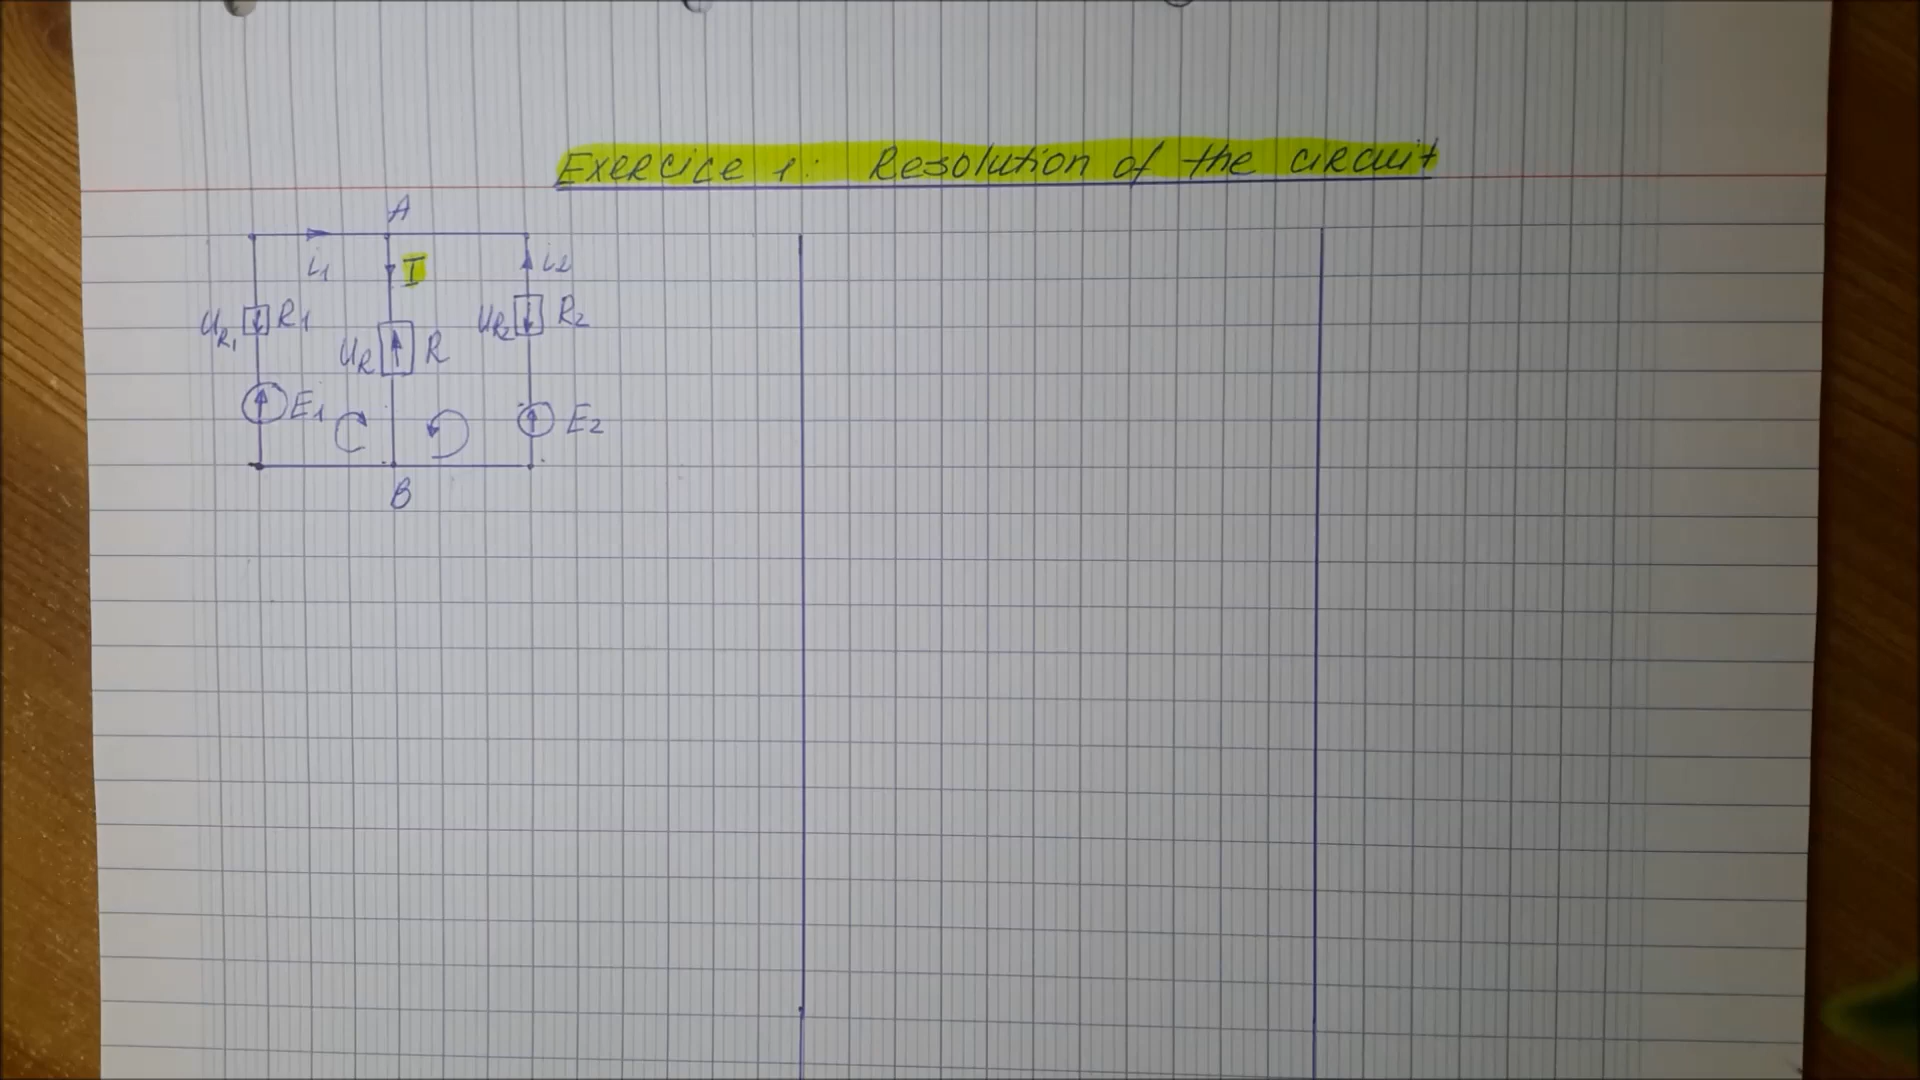 Exercice 1: Resolution of the circuit
A
i1
I
i2
UR1
R1
UR2
R2
UR
R
E1
E2
B